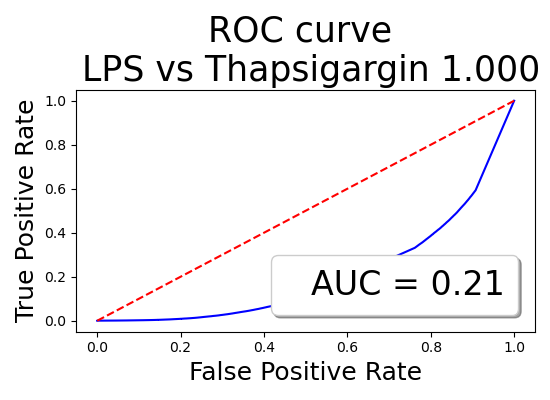 ROC curve
LPS vs Thapsigargin 1.000
True Positive Rate
1.0
0.8
0.6
0.4
0.2
0.0
AUC = 0.21
0.0 0.2 0.4 0.6 0.8 1.0
False Positive Rate